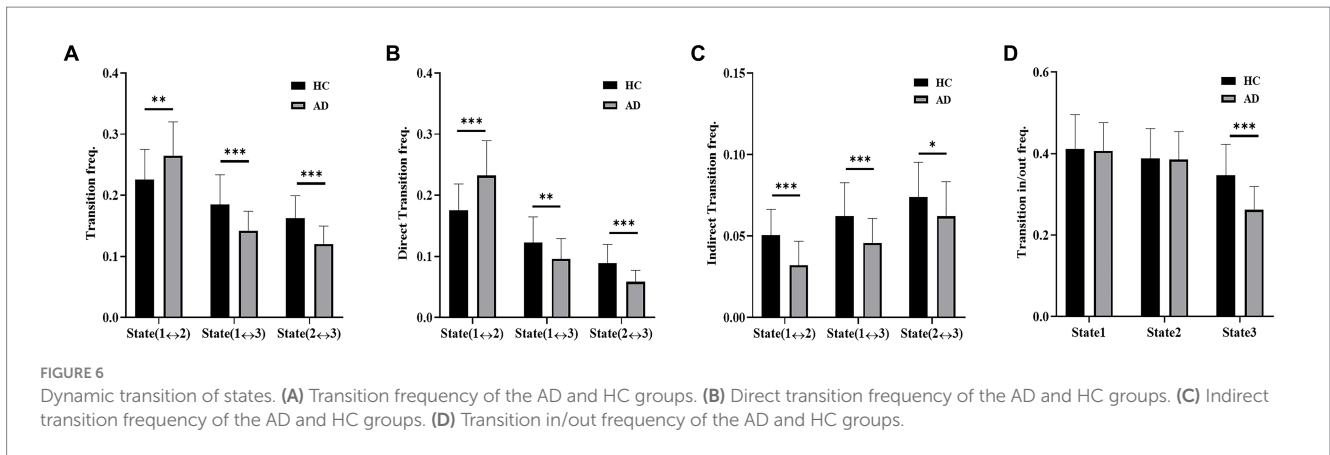 A
B
C
D
Transition freq.
0.4
0.3
0.2
0.1
0.0
HC
AD
**
***
***
State(1↔2)
State(1↔3)
State(2↔3)
Direct Transition freq.
0.4
0.3
0.2
0.1
0.0
HC
AD
***
**
***
State(1↔2)
State(1↔3)
State(2↔3)
Indirect Transition freq.
0.15
0.10
0.05
0.00
HC
AD
***
***
*
State(1↔2)
State(1↔3)
State(2↔3)
Transition in/out freq.
0.6
0.4
0.2
0.0
HC
AD
***
State1
State2
State3
FIGURE 6
Dynamic transition of states. (A) Transition frequency of the AD and HC groups. (B) Direct transition frequency of the AD and HC groups. (C) Indirect
transition frequency of the AD and HC groups. (D) Transition in/out frequency of the AD and HC groups.